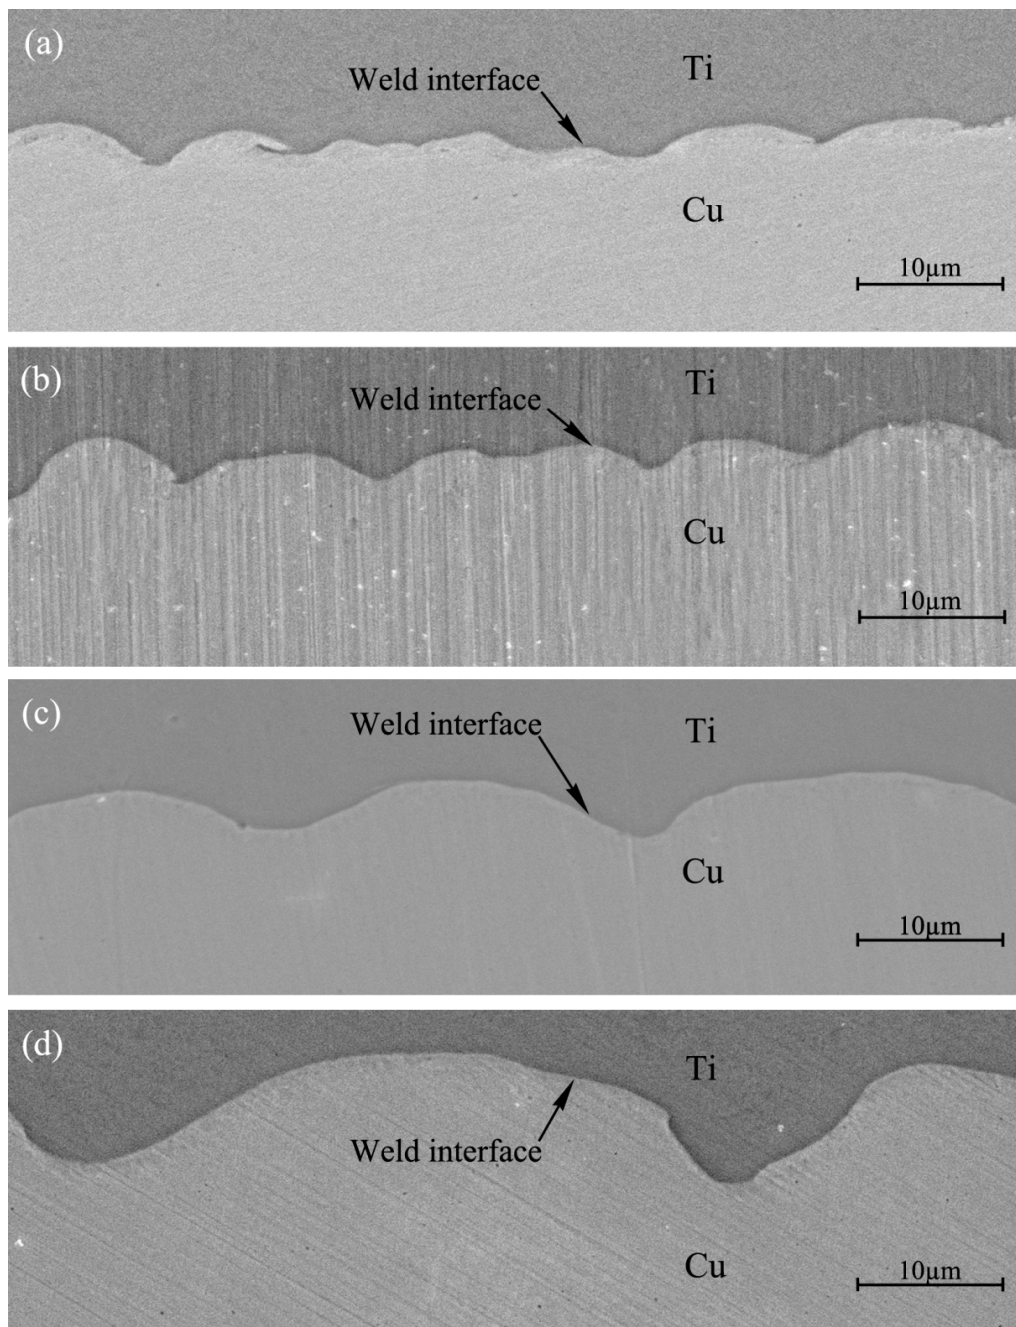 (a)
Ti
Weld interface
Cu
10µm
(b)
Ti
Weld interface
Cu
10µm
(c)
Ti
Weld interface
Cu
10µm
(d)
Ti
Weld interface
Cu
10µm